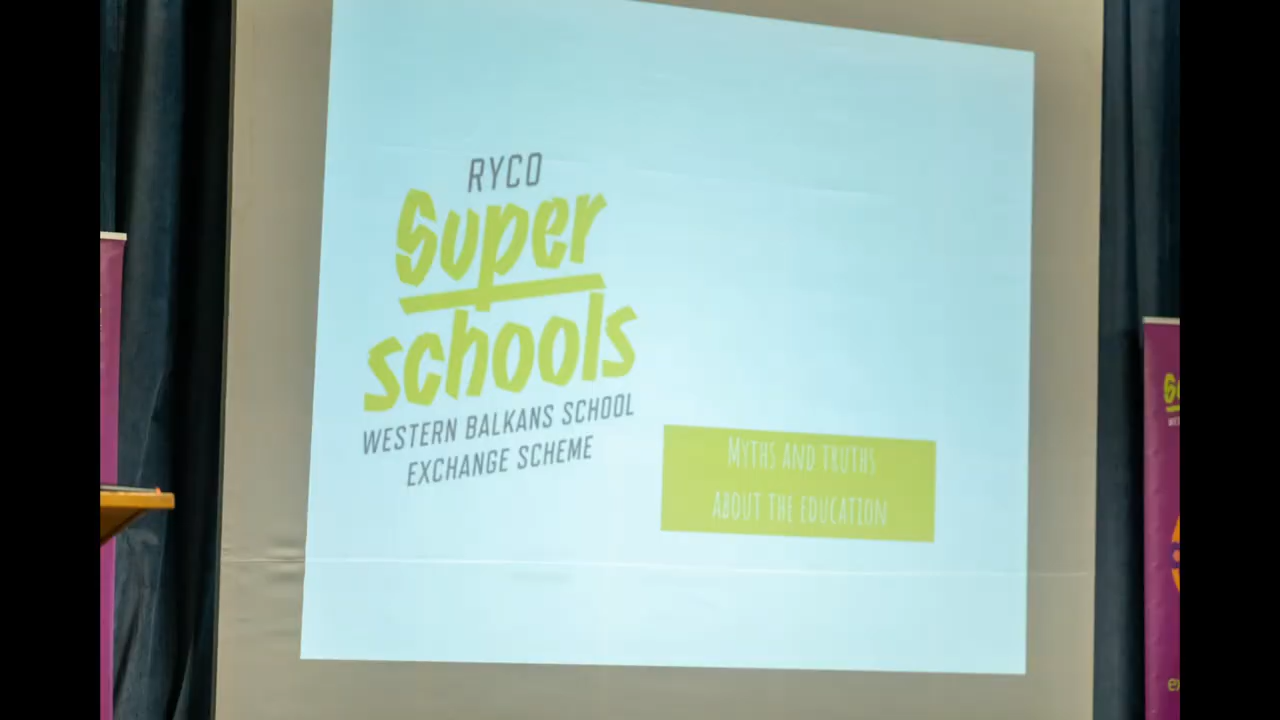 RYCO
Super
schools
WESTERN BALKANS SCHOOL
EXCHANGE SCHEME
MYTHS AND TRUTHS
ABOUT THE EDUCATION